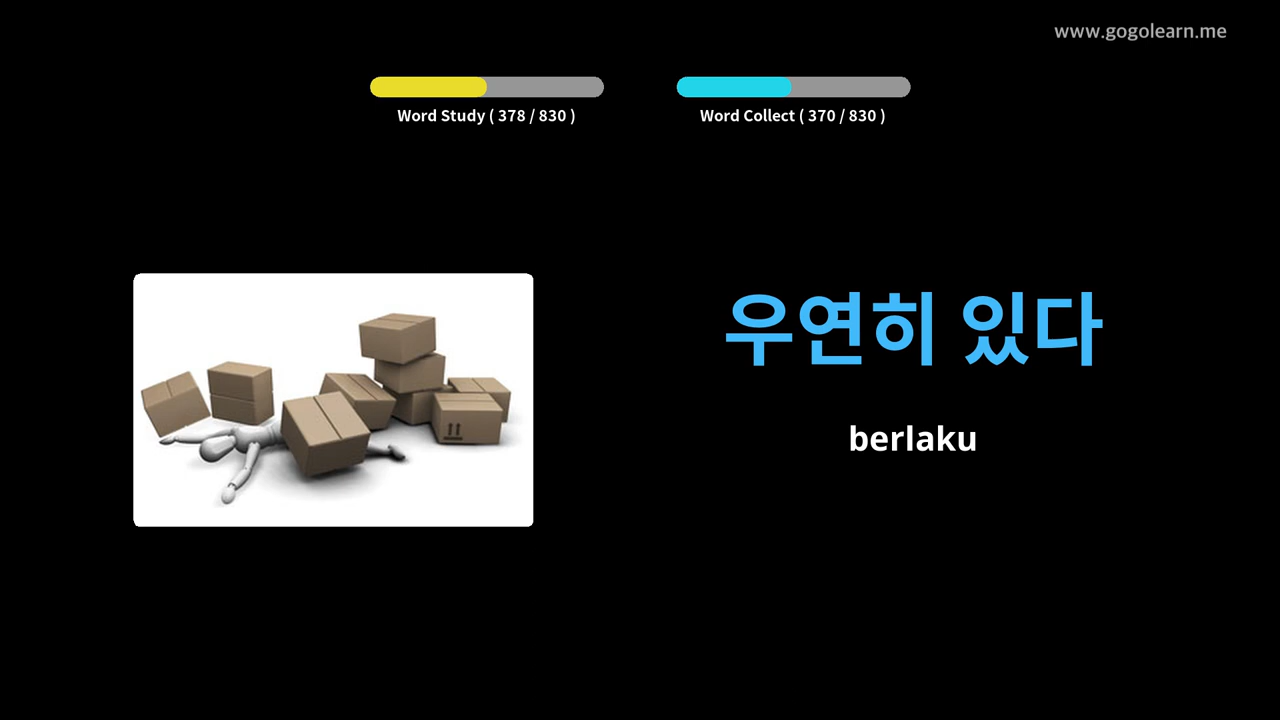 www.gogolearn.me
Word Study ( 378 / 830 )
Word Collect ( 370 / 830 )
우연히 있다
berlaku